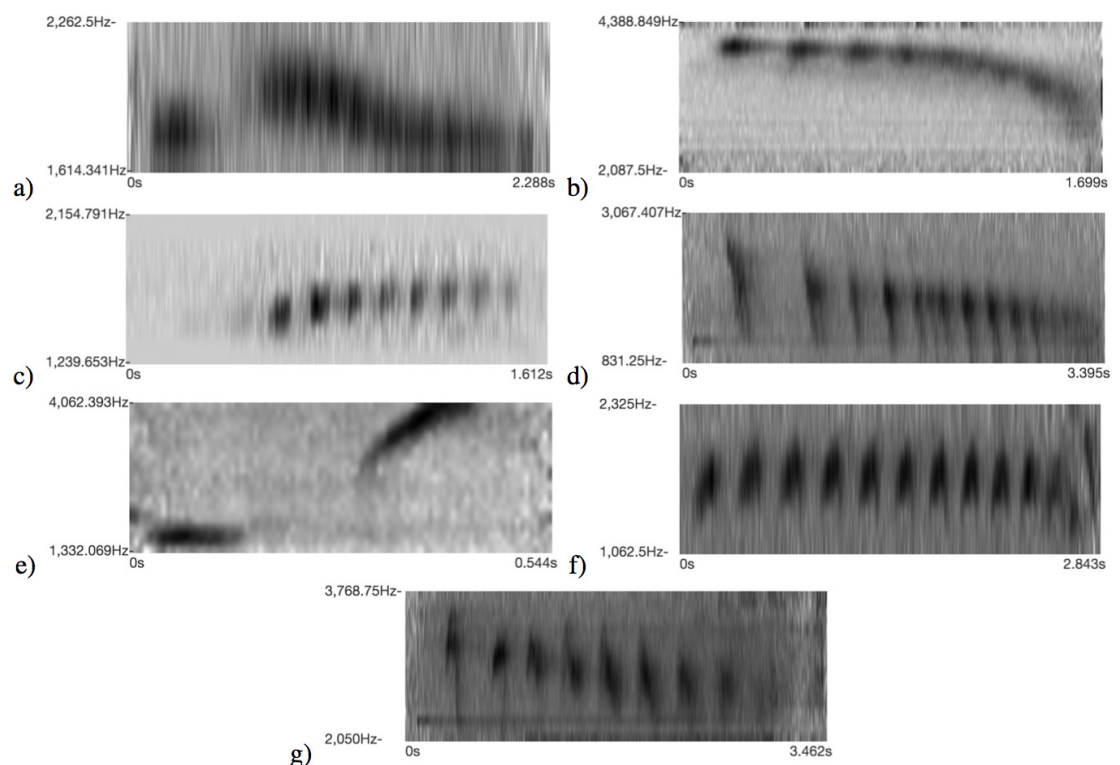 2,262.5Hz-
1,614.341Hz-
0s
2.288s
a)
4,388.849Hz-
2,087.5Hz-
0s
1.699s
b)
2,154.791Hz-
1,239.653Hz-
0s
1.612s
c)
3,067.407Hz-
831.25Hz-
0s
3.395s
d)
4,062.393Hz-
1,332.069Hz-
0s
0.544s
e)
2,325Hz-
1,062.5Hz-
0s
2.843s
f)
3,768.75Hz-
2,050Hz-
0s
3.462s
g)